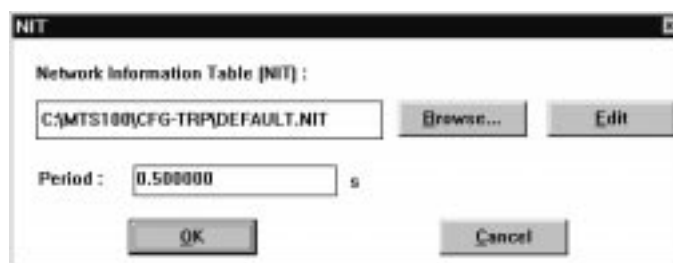 NIT
Network Information Table (NIT) :
C:\MTS100\CFG-TRP\DEFAULT.NIT Browse... Edit
Period : 0.500000 s
OK Cancel